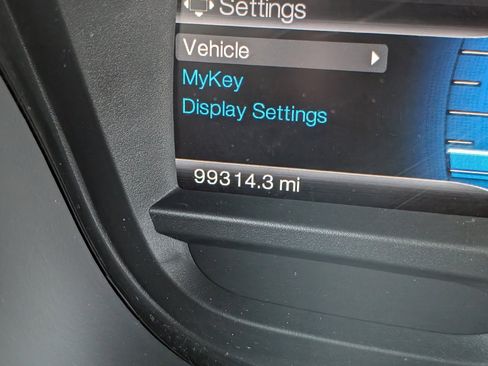 Settings
Vehicle
MyKey
Display Settings
99314.3 mi